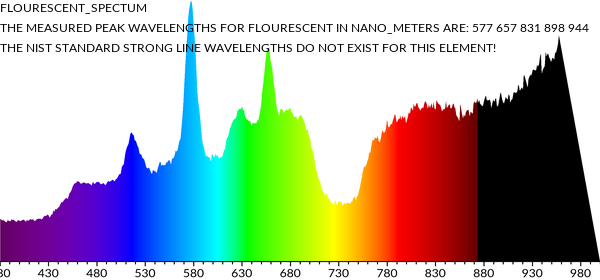 FLOURESCENT_SPECTUM
THE MEASURED PEAK WAVELENGTHS FOR FLOURESCENT IN NANO_METERS ARE: 577 657 831 898 944
THE NIST STANDARD STRONG LINE WAVELENGTHS DO NOT EXIST FOR THIS ELEMENT!
80 430 480 530 580 630 680 730 780 830 880 930 980